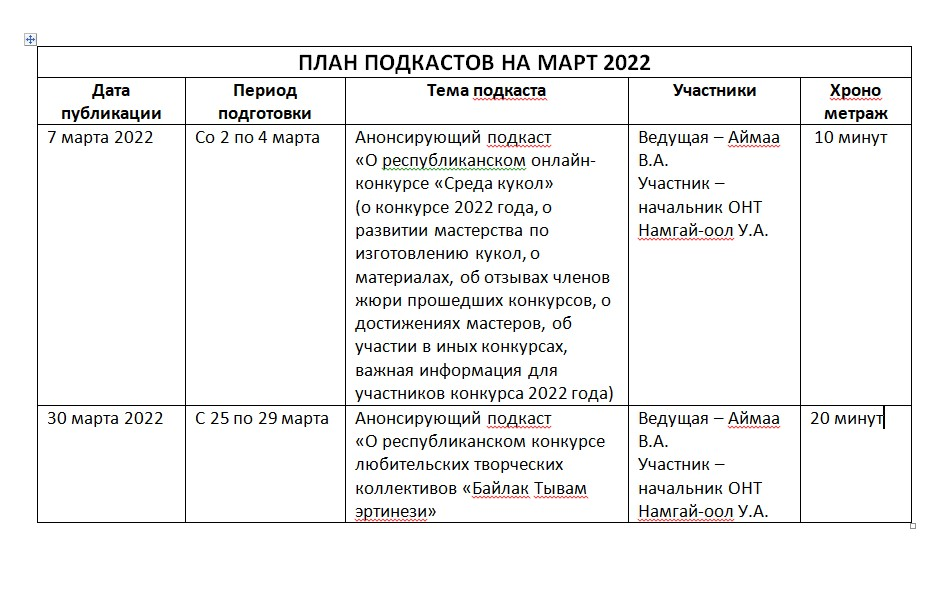 ПЛАН ПОДКАСТОВ НА МАРТ 2022
Дата
публикации
Период
подготовки
Тема подкаста
Участники
Хроно
метраж
7 марта 2022
Со 2 по 4 марта
Анонсирующий подкаст
«О республиканском онлайн-
конкурсе «Среда кукол»
(о конкурсе 2022 года, о
развитии мастерства по
изготовлению кукол, о
материалах, об отзывах членов
жюри прошедших конкурсов, о
достижениях мастеров, об
участии в иных конкурсах,
важная информация для
участников конкурса 2022 года)
Ведущая – Аймаа
В.А.
Участник –
начальник ОНТ
Намгай-оол У.А.
10 минут
30 марта 2022
С 25 по 29 марта
Анонсирующий подкаст
«О республиканском конкурсе
любительских творческих
коллективов «Байлак Тывам
эртинези»
Ведущая – Аймаа
В.А.
Участник –
начальник ОНТ
Намгай-оол У.А.
20 минут